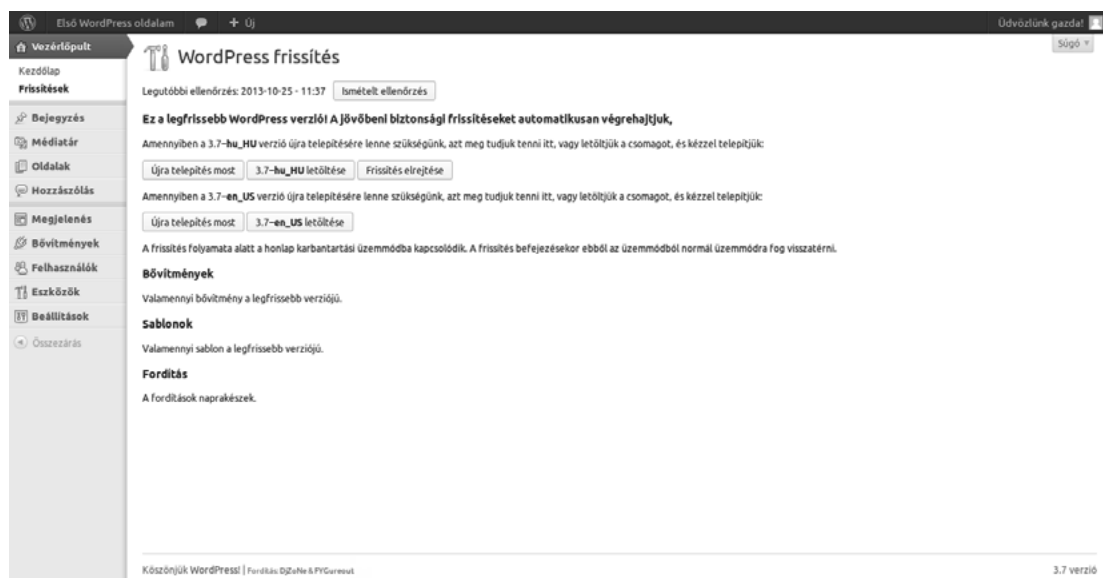 Első WordPress oldalam + Új Üdvözlünk gazda!
Vezérlőpult
Kezdőlap
Frissítések
Bejegyzés
Médiatár
Oldalak
Hozzászólás
Megjelenés
Bővítmények
Felhasználók
Eszközök
Beállítások
Összezárás
Súgó
WordPress frissítés
Legutóbbi ellenőrzés: 2013-10-25 - 11:37 Ismételt ellenőrzés
Ez a legfrissebb WordPress verzió! A jövőbeni biztonsági frissítéseket automatikusan végrehajtjuk,
Amennyiben a 3.7-hu_HU verzió újra telepítésére lenne szükségünk, azt meg tudjuk tenni itt, vagy letöltjük a csomagot, és kézzel telepítjük:
Újra telepítés most 3.7-hu_HU letöltése Frissítés elrejtése
Amennyiben a 3.7-en_US verzió újra telepítésére lenne szükségünk, azt meg tudjuk tenni itt, vagy letöltjük a csomagot, és kézzel telepítjük:
Újra telepítés most 3.7-en_US letöltése
A frissítés folyamata alatt a honlap karbantartási üzemmódba kapcsolódik. A frissítés befejezésekor ebből az üzemmódból normál üzemmódra fog visszatérni.
Bővítmények
Valamennyi bővítmény a legfrissebb verziójú.
Sablonok
Valamennyi sablon a legfrissebb verziójú.
Fordítás
A fordítások naprakészek.
Köszönjük WordPress! | Fordítás: DjZoNe & FYGureout
3.7 verzió